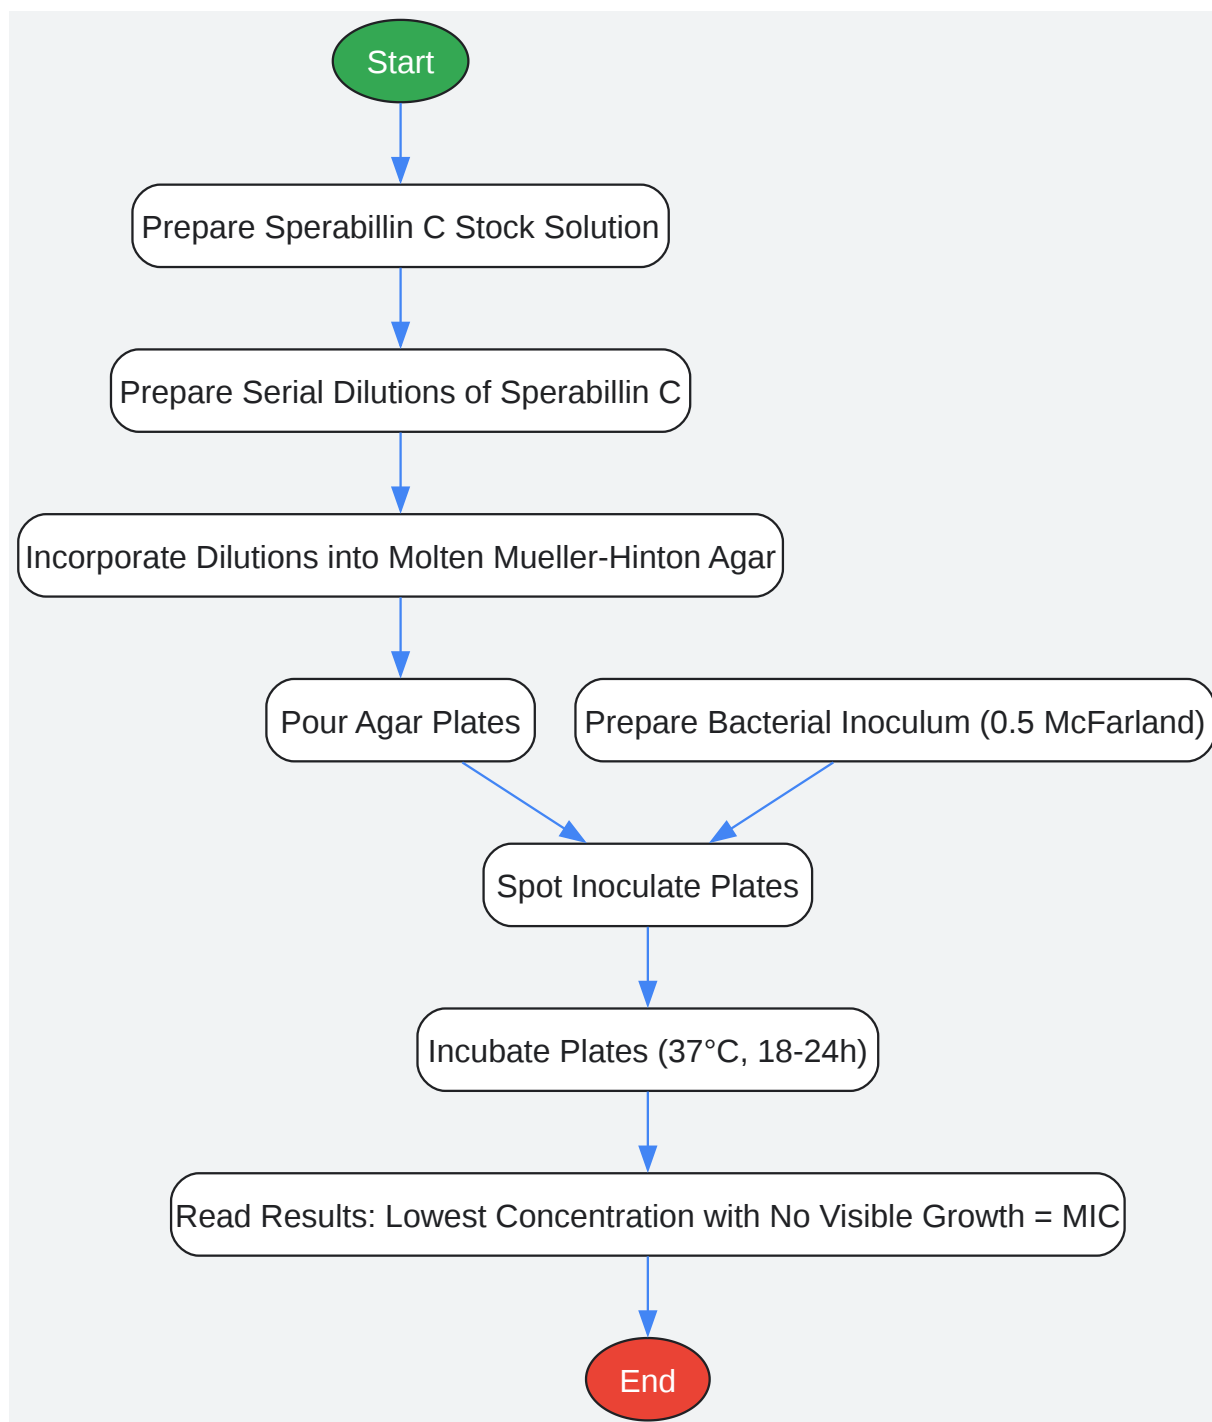 Start
Prepare Sperabillin C Stock Solution
Prepare Serial Dilutions of Sperabillin C
Incorporate Dilutions into Molten Mueller-Hinton Agar
Pour Agar Plates
Prepare Bacterial Inoculum (0.5 McFarland)
Spot Inoculate Plates
Incubate Plates (37°C, 18-24h)
Read Results: Lowest Concentration with No Visible Growth = MIC
End